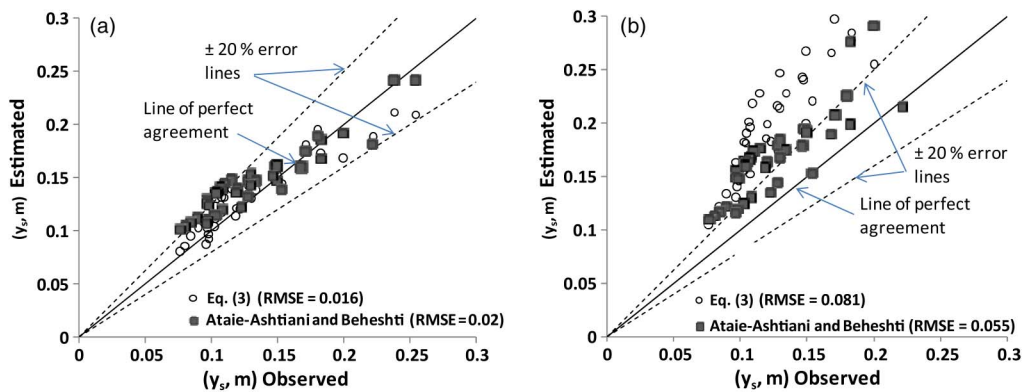 (a)
0.3
0.25
0.2
0.15
0.1
0.05
0
(yₛ, m) Estimated
± 20 % error
lines
Line of perfect
agreement
Eq. (3) (RMSE = 0.016)
Ataie-Ashtiani and Beheshti (RMSE=0.02)
0 0.05 0.1 0.15 0.2 0.25 0.3
(yₛ, m) Observed
(b)
0.3
0.25
0.2
0.15
0.1
0.05
0
(yₛ, m) Estimated
± 20 % error
lines
Line of perfect
agreement
Eq. (3) (RMSE = 0.081)
Ataie-Ashtiani and Beheshti (RMSE = 0.055)
0 0.05 0.1 0.15 0.2 0.25 0.3
(yₛ, m) Observed